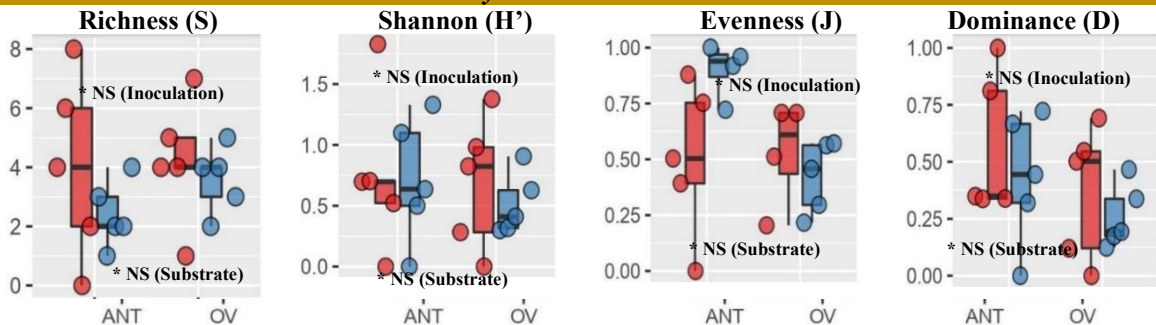 Richness (S)
8
6
4
2
0
* NS (Inoculation)
* NS (Substrate)
ANT
OV
Shannon (H’)
1.5
1.0
0.5
0.0
* NS (Inoculation)
* NS (Substrate)
ANT
OV
Evenness (J)
1.00
0.75
0.50
0.25
0.00
* NS (Inoculation)
* NS (Substrate)
ANT
OV
Dominance (D)
1.00
0.75
0.50
0.25
0.00
* NS (Inoculation)
* NS (Substrate)
ANT
OV